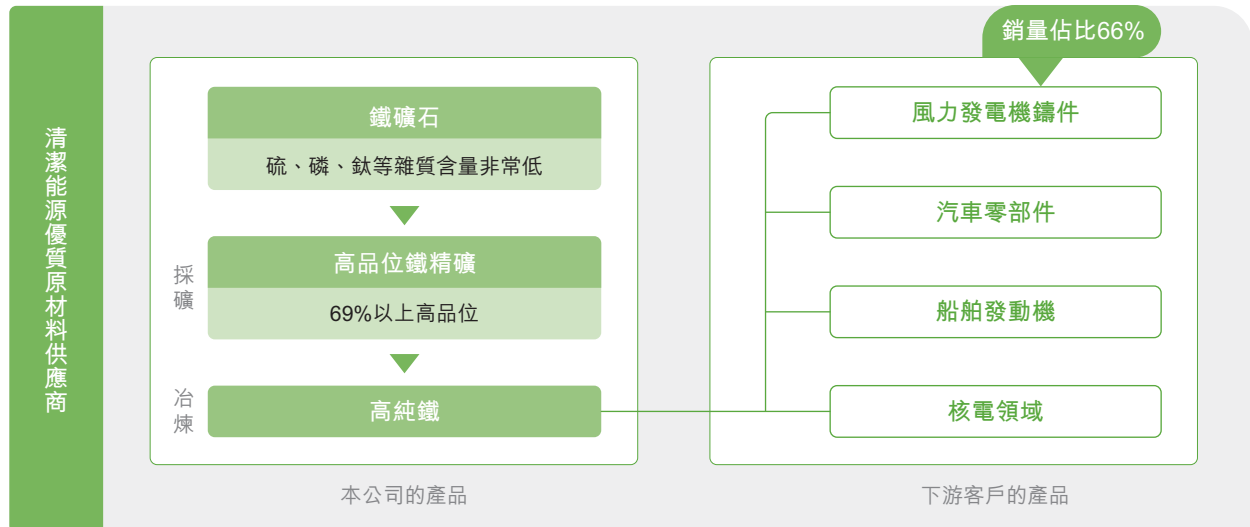 清潔能源優質原材料供應商
鐵礦石
硫、磷、鈦等雜質含量非常低
採礦
高品位鐵精礦
69%以上高品位
冶煉
高純鐵
本公司的產品
銷量佔比66%
風力發電機鑄件
汽車零部件
船舶發動機
核電領域
下游客戶的產品